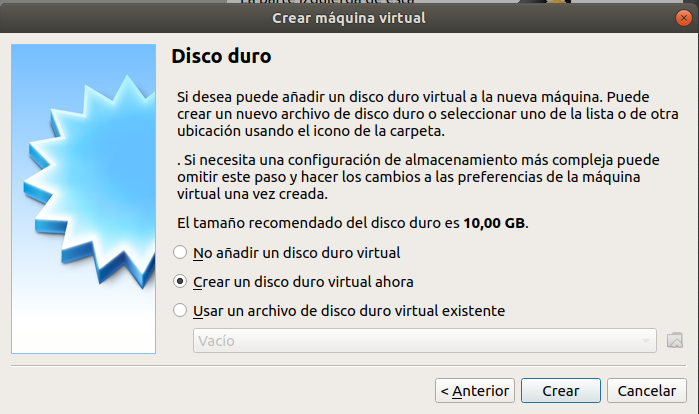 La parte izquierda de esta
Crear máquina virtual
Disco duro
Si desea puede añadir un disco duro virtual a la nueva máquina. Puede
crear un nuevo archivo de disco duro o seleccionar uno de la lista o de otra
ubicación usando el icono de la carpeta.
. Si necesita una configuración de almacenamiento más compleja puede
omitir este paso y hacer los cambios a las preferencias de la máquina
virtual una vez creada.
El tamaño recomendado del disco duro es 10,00 GB.
No añadir un disco duro virtual
Crear un disco duro virtual ahora
Usar un archivo de disco duro virtual existente
Vacío
< Anterior
Crear
Cancelar